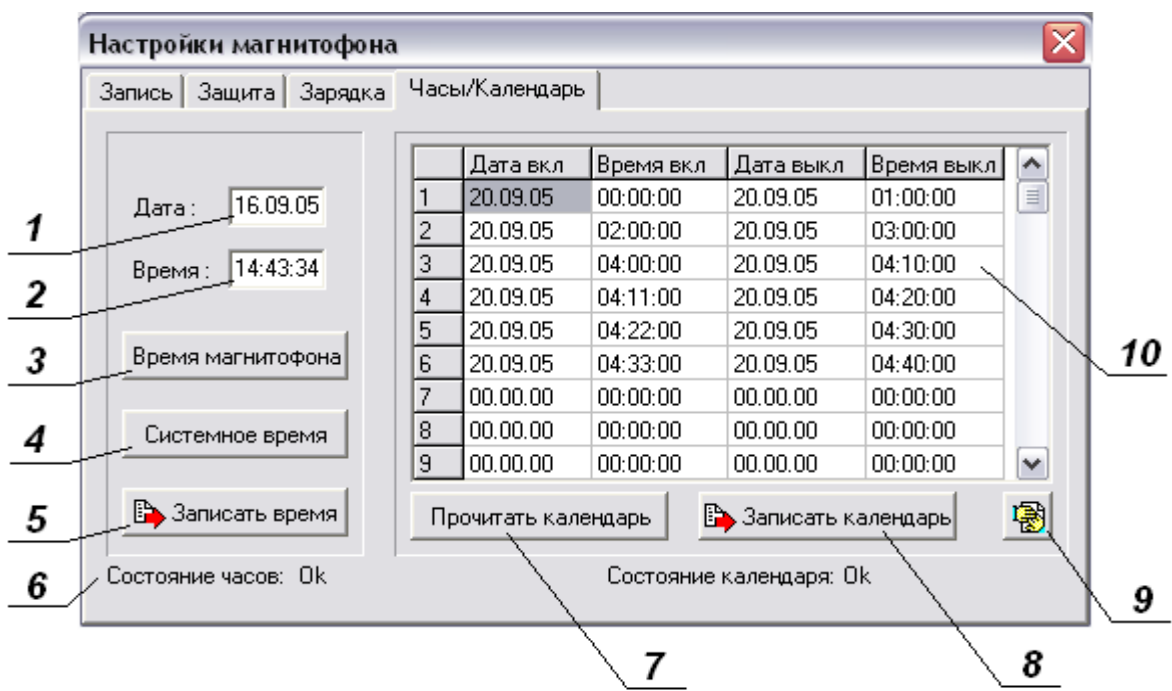 Настройки магнитофона
Запись Защита Зарядка Часы/Календарь
Дата вкл Время вкл Дата выкл Время выкл
1 20.09.05 00:00:00 20.09.05 01:00:00
2 20.09.05 02:00:00 20.09.05 03:00:00
3 20.09.05 04:00:00 20.09.05 04:10:00
4 20.09.05 04:11:00 20.09.05 04:20:00
5 20.09.05 04:22:00 20.09.05 04:30:00
6 20.09.05 04:33:00 20.09.05 04:40:00
7 00.00.00 00:00:00 00.00.00 00:00:00
8 00.00.00 00:00:00 00.00.00 00:00:00
9 00.00.00 00:00:00 00.00.00 00:00:00
1 Дата : 16.09.05
2 Время : 14:43:34
3 Время магнитофона
4 Системное время
5 Записать время
Прочитать календарь Записать календарь
6 Состояние часов: Ok Состояние календаря: Ok
10
9
7 8